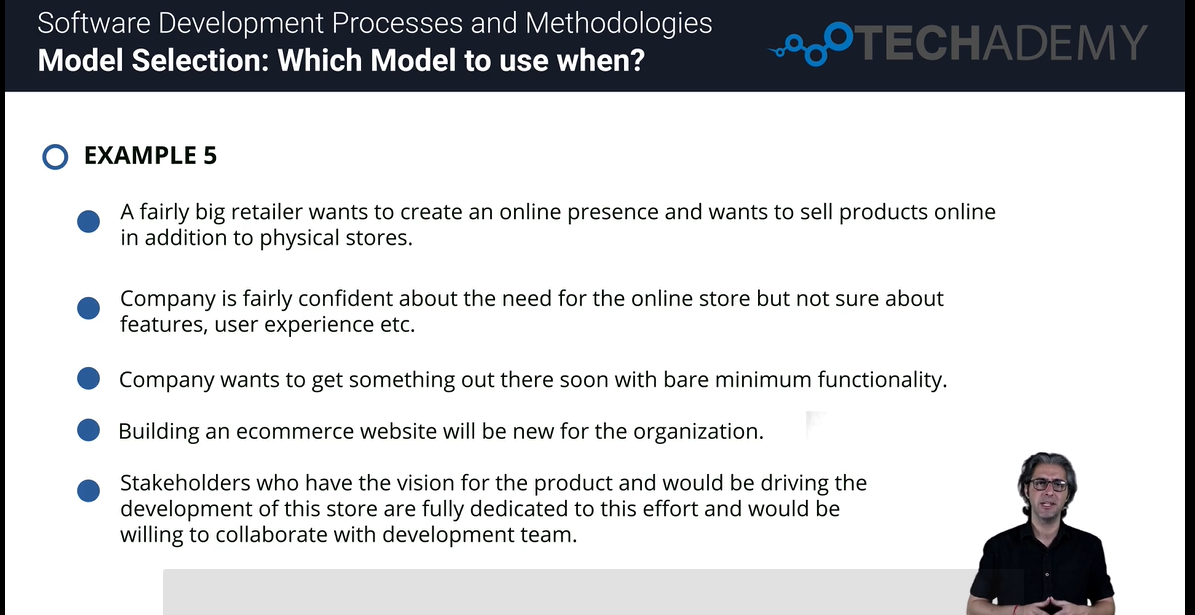 Software Development Processes and Methodologies
Model Selection: Which Model to use when?
TECHADEMY
EXAMPLE 5
A fairly big retailer wants to create an online presence and wants to sell products online
in addition to physical stores.
Company is fairly confident about the need for the online store but not sure about
features, user experience etc.
Company wants to get something out there soon with bare minimum functionality.
Building an ecommerce website will be new for the organization.
Stakeholders who have the vision for the product and would be driving the
development of this store are fully dedicated to this effort and would be
willing to collaborate with development team.